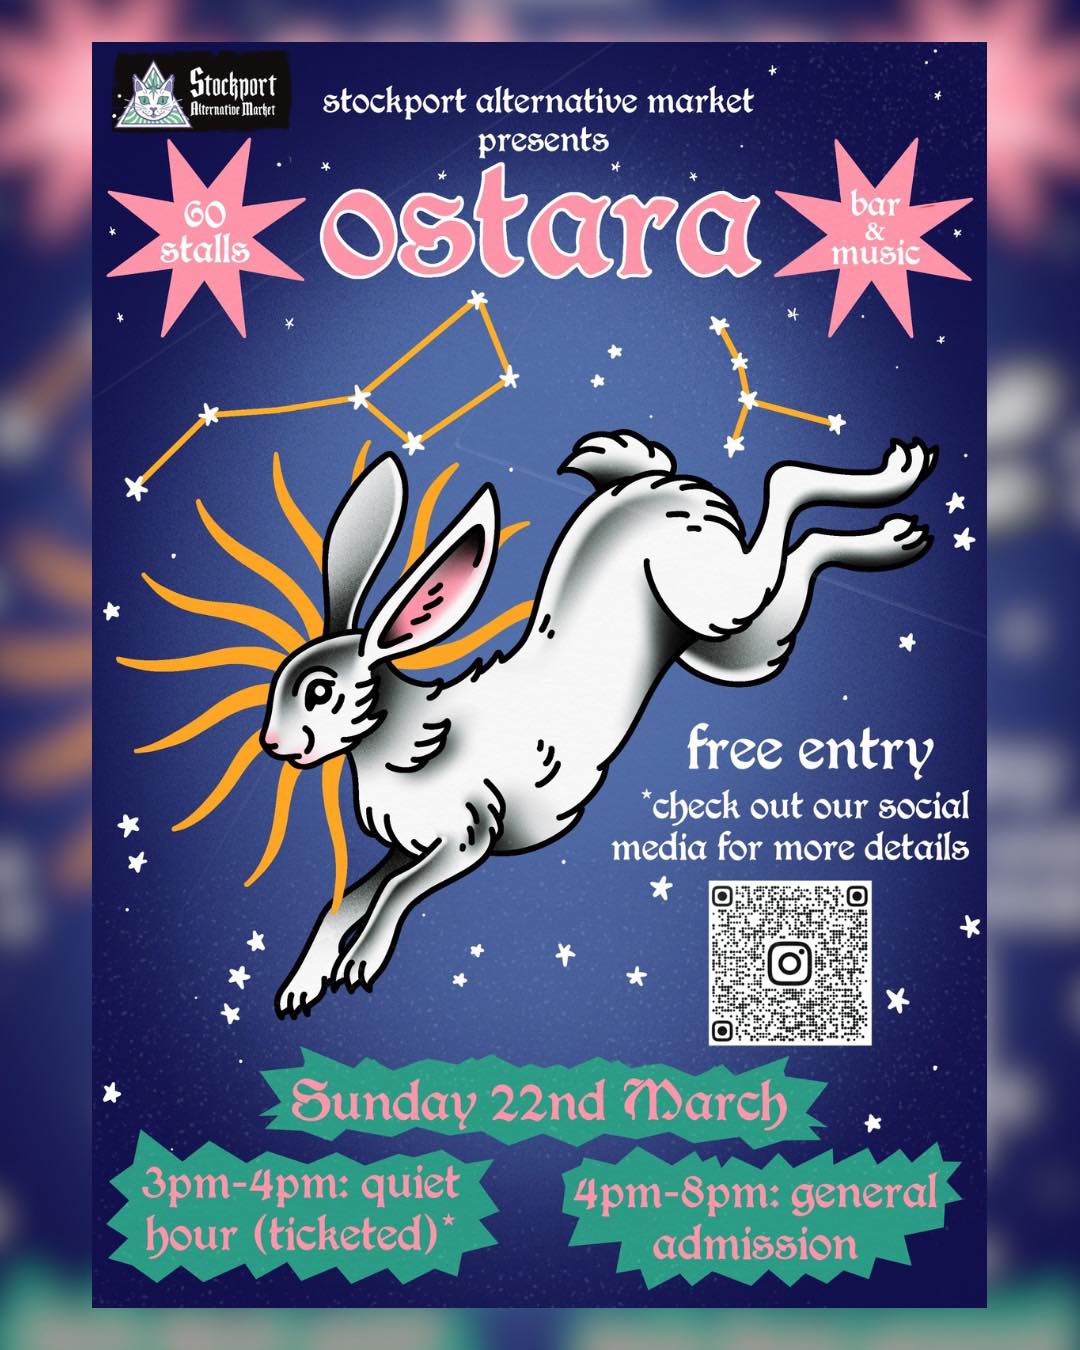 Stockport
Alternative Market
stockport alternative market
presents
ostara
60
stalls
bar
&
music
free entry
*check out our social
media for more details
Sunday 22nd March
3pm-4pm: quiet
hour (ticketed)*
4pm-8pm: general
admission